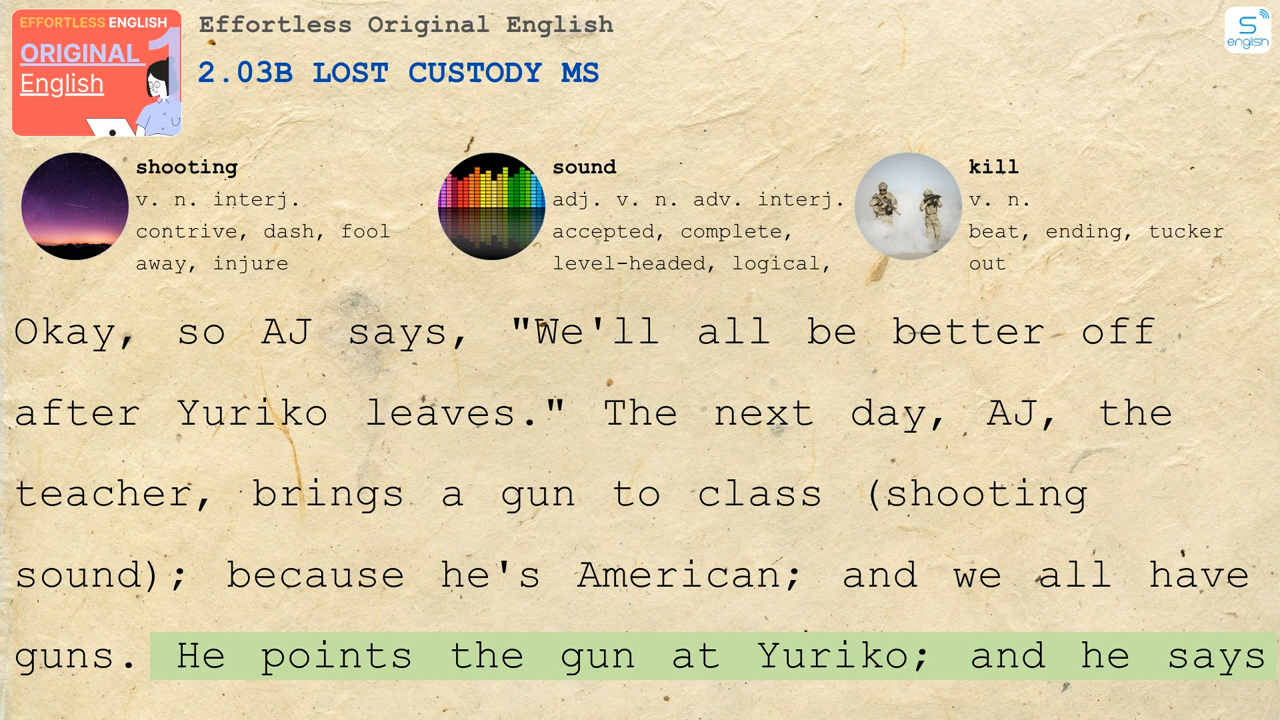 EFFORTLESS ENGLISH
ORIGINAL 1
English
Effortless Original English
2.03B LOST CUSTODY MS
S
english
shooting
v. n. interj.
contrive, dash, fool
away, injure
sound
adj. v. n. adv. interj.
accepted, complete,
level-headed, logical,
kill
v. n.
beat, ending, tucker
out
Okay, so AJ says, "We'll all be better off
after Yuriko leaves." The next day, AJ, the
teacher, brings a gun to class (shooting
sound); because he's American; and we all have
guns. He points the gun at Yuriko; and he says